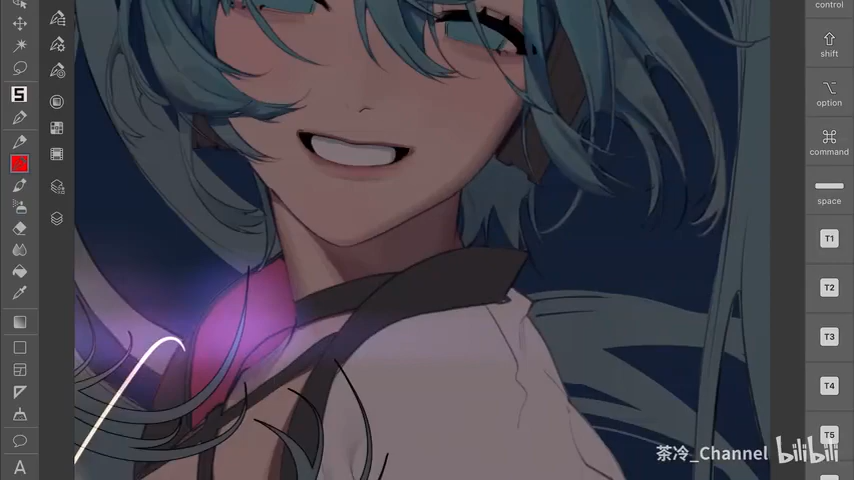 control
shift
option
command
space
T1
T2
T3
T4
T5
A
茶冷_Channel bilibili